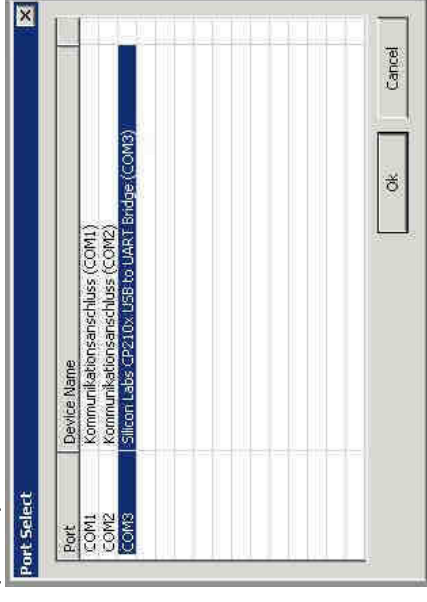 Port Select
Port Device Name
COM1 Kommunikationsanschluss (COM1)
COM2 Kommunikationsanschluss (COM2)
COM3 Silicon Labs CP210x USB to UART Bridge (COM3)
Ok Cancel